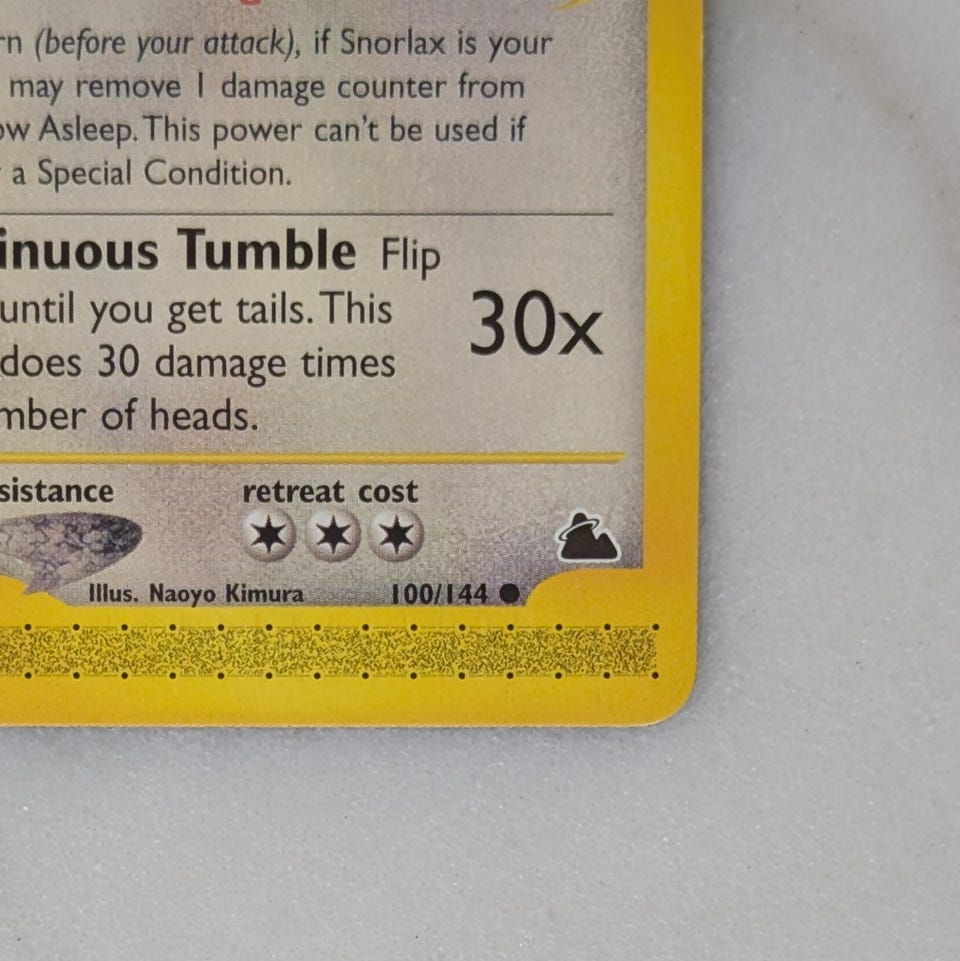 rn (before your attack), if Snorlax is your
may remove 1 damage counter from
ow Asleep. This power can't be used if
a Special Condition.
inuous Tumble Flip
until you get tails. This
does 30 damage times
mber of heads.
30x
sistance
retreat cost
Illus. Naoyo Kimura
100/144 ●